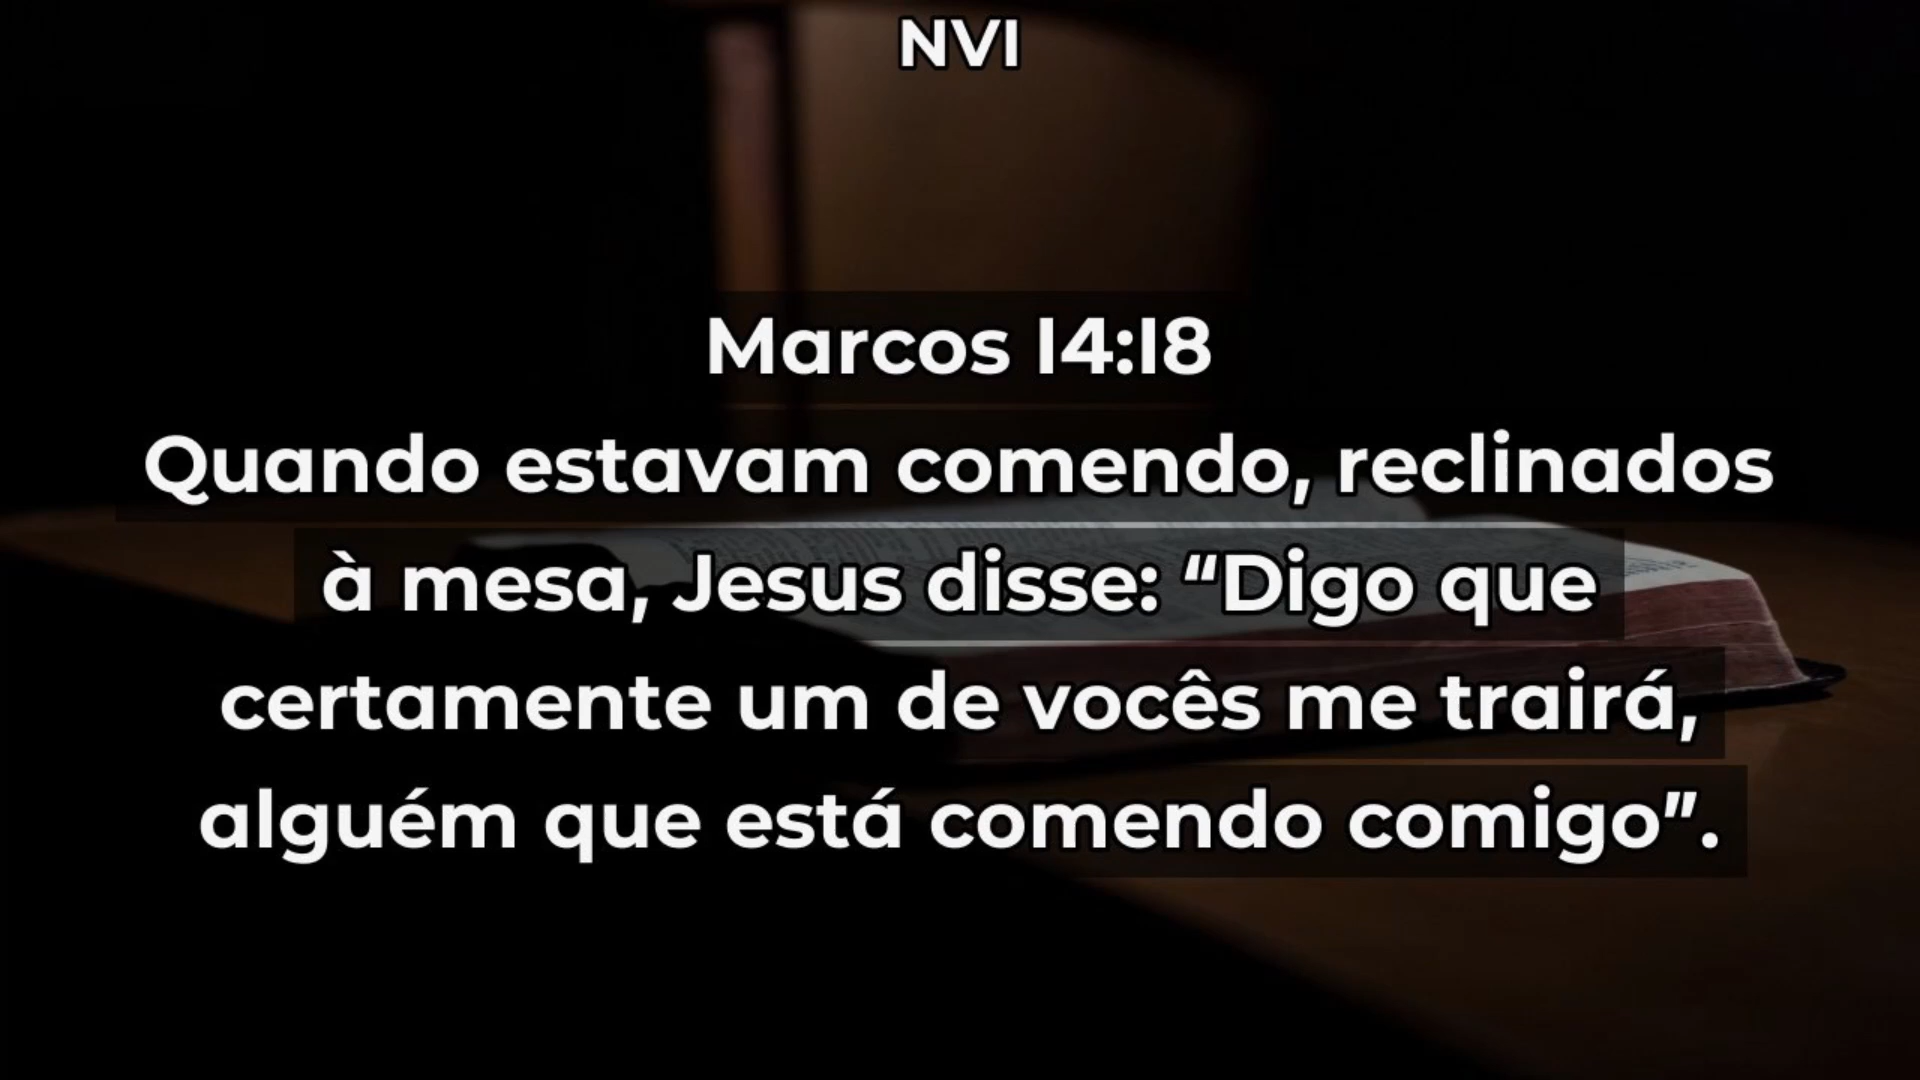 NVI
Marcos 14:18
Quando estavam comendo, reclinados
à mesa, Jesus disse: “Digo que
certamente um de vocês me trairá,
alguém que está comendo comigo”.